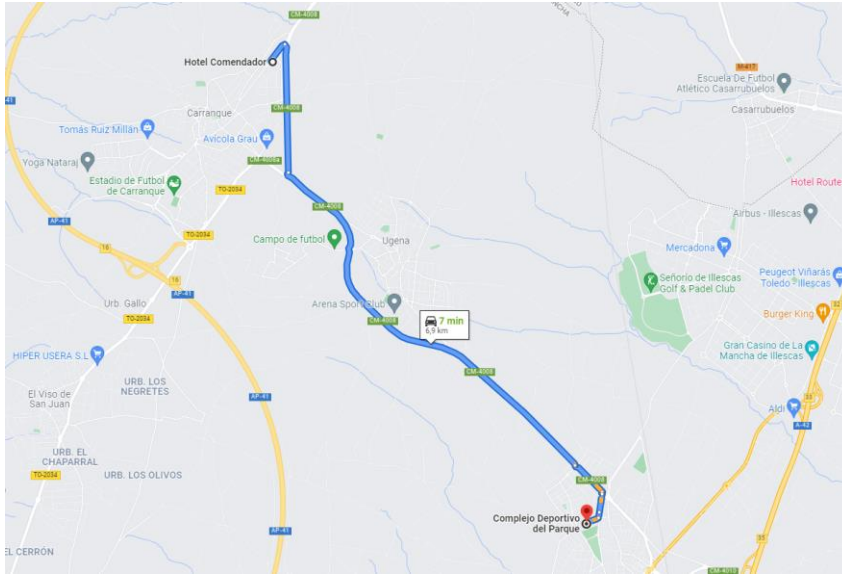 CM-4008
M-417
Hotel Comendador
Escuela De Futbol
Atlético Casarrubuelos
AP-41
CM-4008
Casarrubuelos
Carranque
Tomás Ruiz Millán
Avícola Grau
Yoga Nataraj
CM-4008a
Estadio de Futbol
de Carranque
TO-2034
Hotel Route
CM-4008
Airbus - Illescas
AP-41
TO-2034
Campo de futbol
Ugena
Mercadona
16
16
AP-41
Señorío de Illescas
Golf & Padel Club
Peugeot Viñarás
Toledo - Illescas
Urb. Gallo
Arena Sport Club
32
TO-2034
CM-4008
7 min
6,9 km
Burger King
Gran Casino de La
Mancha de Illescas
HIPER USERA S.L
URB. LOS
NEGRETES
CM-4008
El Viso de
San Juan
33
AP-41
Aldi
A-42
URB. EL
CHAPARRAL
TO-2034
URB. LOS OLIVOS
CM-4008
Complejo Deportivo
del Parque
35
EL CERRÓN
CM-4010